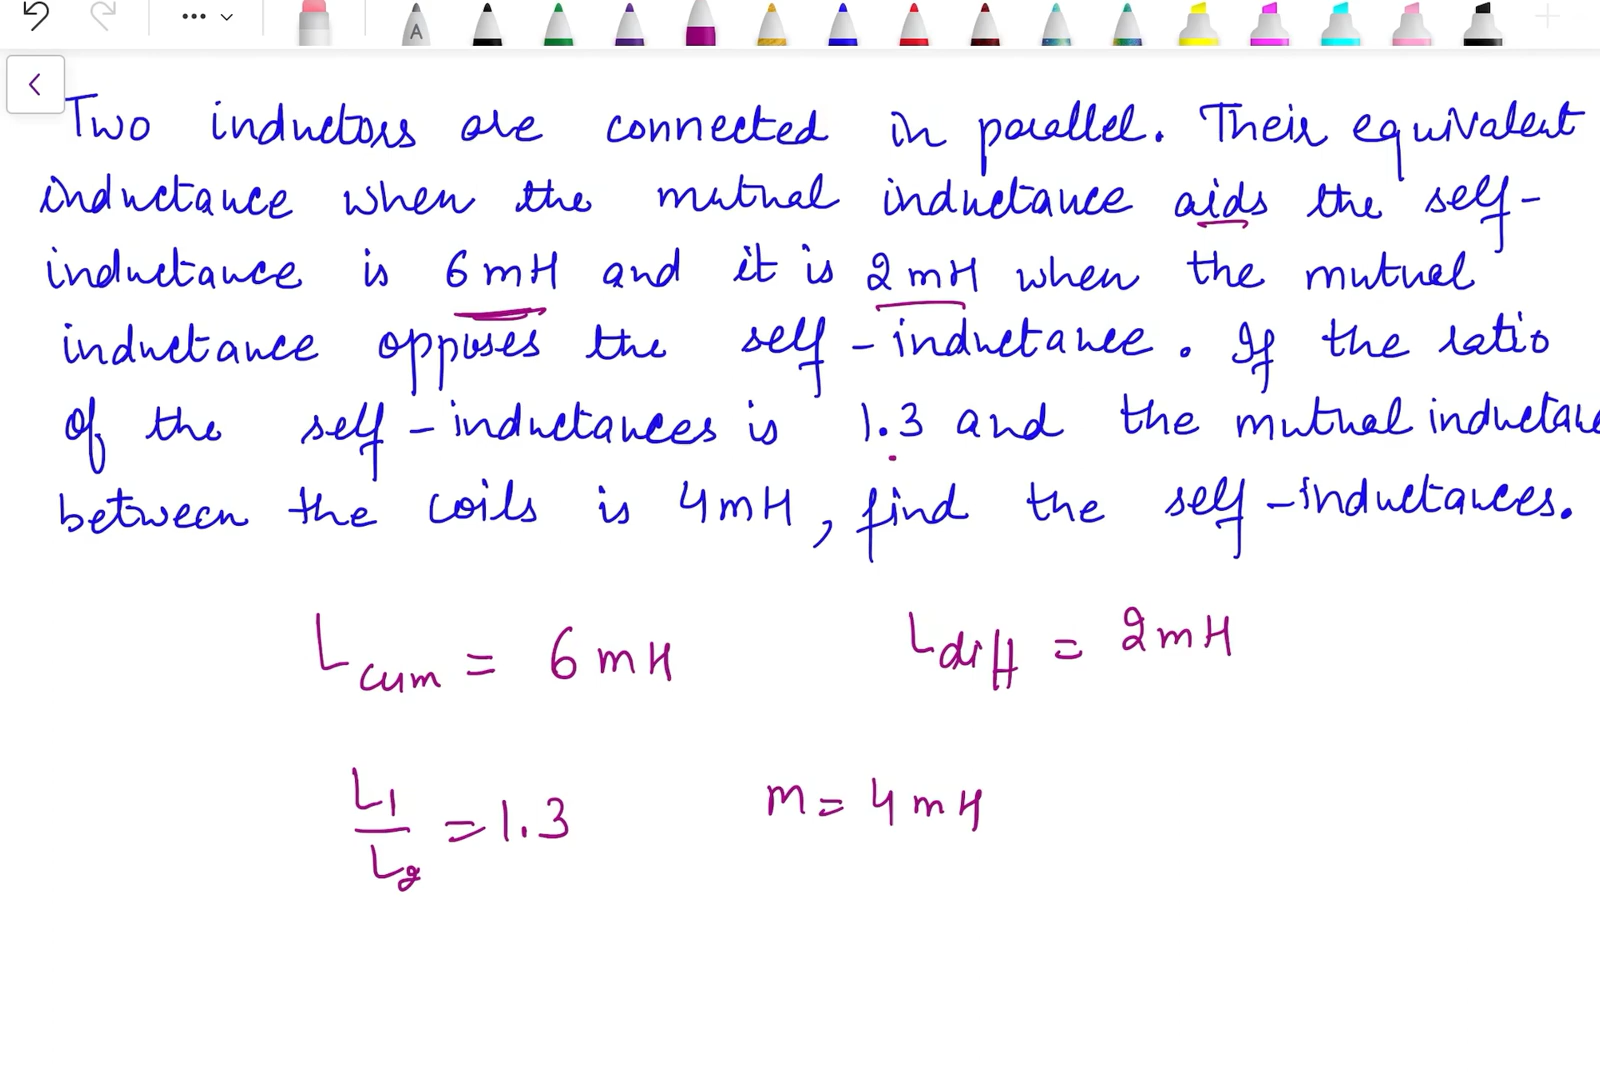 Two inductors are connected in parallel. Their equivalent
inductance when the mutual inductance aids the self-
inductance is 6 mH and it is 2 mH when the mutual
inductance opposes the self-inductance. If the ratio
of the self-inductances is 1.3 and the mutual inductan
between the coils is 4mH, find the self-inductances.
L cum = 6 mH Ldiff = 2mH
L1/L2 = 1.3 m = 4 mH